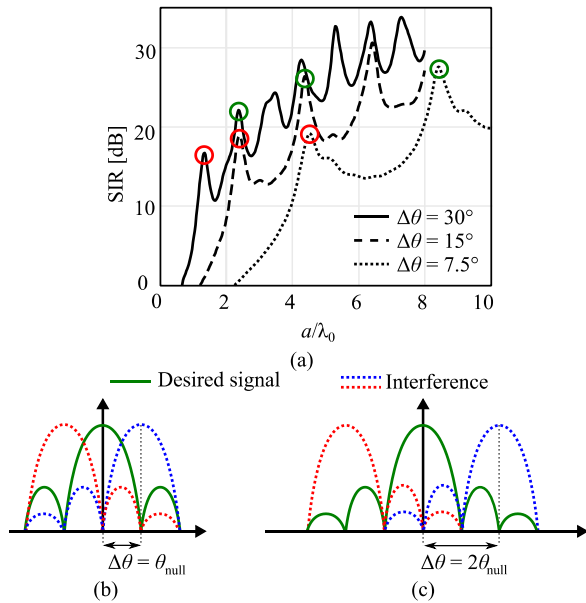 30
20
10
0
SIR [dB]
Δθ = 30°
Δθ = 15°
Δθ = 7.5°
0 2 4 6 8 10
a/λ0
(a)
Desired signal
Interference
Δθ = θnull
Δθ = 2θnull
(b)
(c)